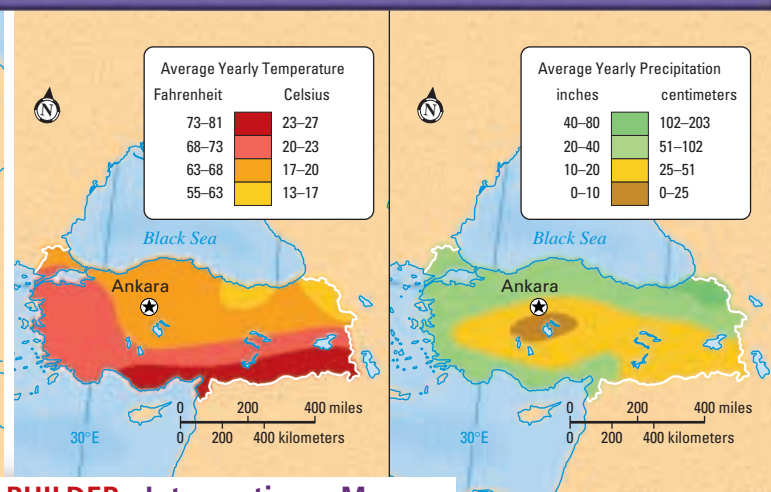 Average Yearly Temperature
Fahrenheit Celsius
73–81 23–27
68–73 20–23
63–68 17–20
55–63 13–17
N
Black Sea
Ankara
0 200 400 miles
0 200 400 kilometers
30°E
Average Yearly Precipitation
inches centimeters
40–80 102–203
20–40 51–102
10–20 25–51
0–10 0–25
N
Black Sea
Ankara
0 200 400 miles
0 200 400 kilometers
30°E